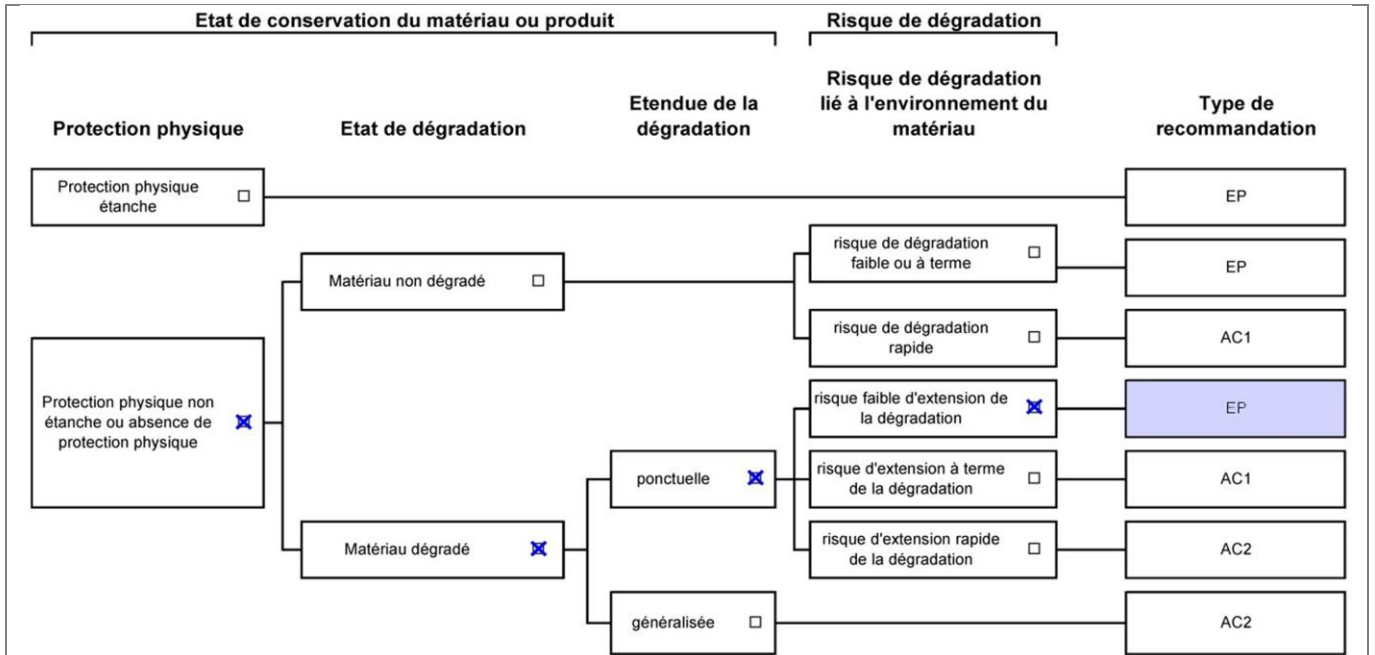 Etat de conservation du matériau ou produit
Risque de dégradation
Protection physique
Etat de dégradation
Etendue de la
dégradation
Risque de dégradation
lié à l'environnement du
matériau
Type de
recommandation
Protection physique
étanche
EP
risque de dégradation
faible ou à terme
EP
Matériau non dégradé
risque de dégradation
rapide
AC1
Protection physique non
étanche ou absence de
protection physique
risque faible d'extension de
la dégradation
EP
ponctuelle
risque d'extension à terme
de la dégradation
AC1
Matériau dégradé
risque d'extension rapide
de la dégradation
AC2
généralisée
AC2